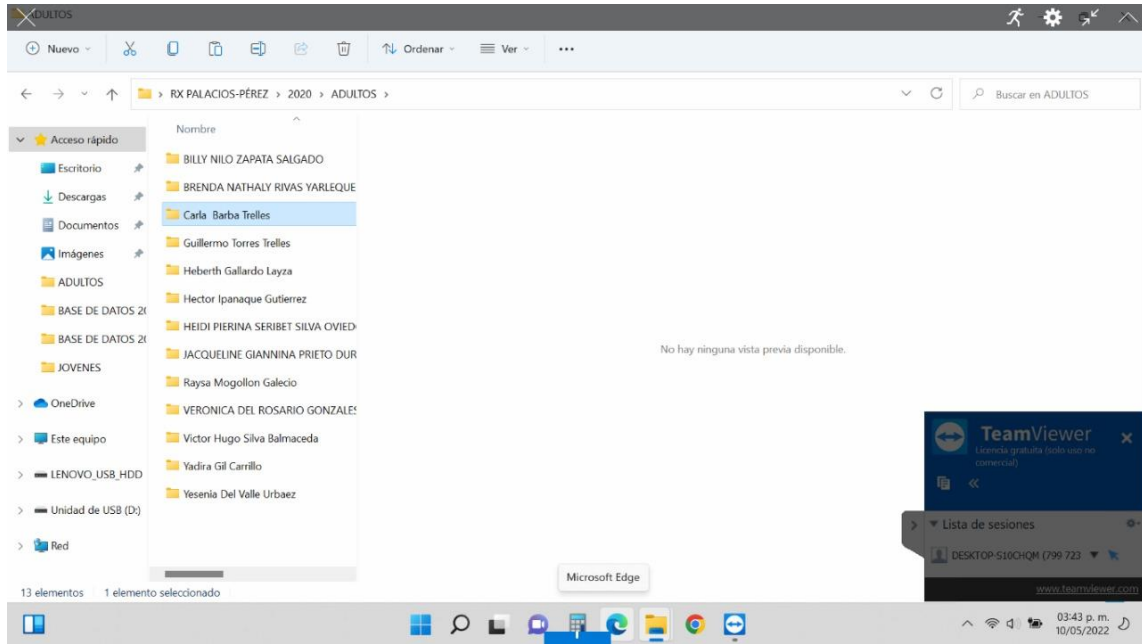 ADULTOS
Nuevo
Ordenar
Ver
RX PALACIOS-PÉREZ > 2020 > ADULTOS >
Buscar en ADULTOS
Acceso rápido
Escritorio
Descargas
Documentos
Imágenes
ADULTOS
BASE DE DATOS 20
BASE DE DATOS 20
JOVENES
OneDrive
Este equipo
LENOVO_USB_HDD
Unidad de USB (D:)
Red
Nombre
BILLY NILO ZAPATA SALGADO
BRENDA NATHALY RIVAS YARLEQUE
Carla Barba Trelles
Guillermo Torres Trelles
Heberth Gallardo Layza
Hector Ipanaque Gutierrez
HEIDI PIERINA SERIBET SILVA OVIED
JACQUELINE GIANNINA PRIETO DUR
Raysa Mogollon Galecio
VERONICA DEL ROSARIO GONZALES
Victor Hugo Silva Balmaceda
Yadira Gil Carrillo
Yesenia Del Valle Urbaez
No hay ninguna vista previa disponible.
TeamViewer
Licencia gratuita (solo uso no
comercial)
Lista de sesiones
DESKTOP-S10CHQM (799 723
www.teamviewer.com
13 elementos 1 elemento seleccionado
Microsoft Edge
03:43 p. m.
10/05/2022